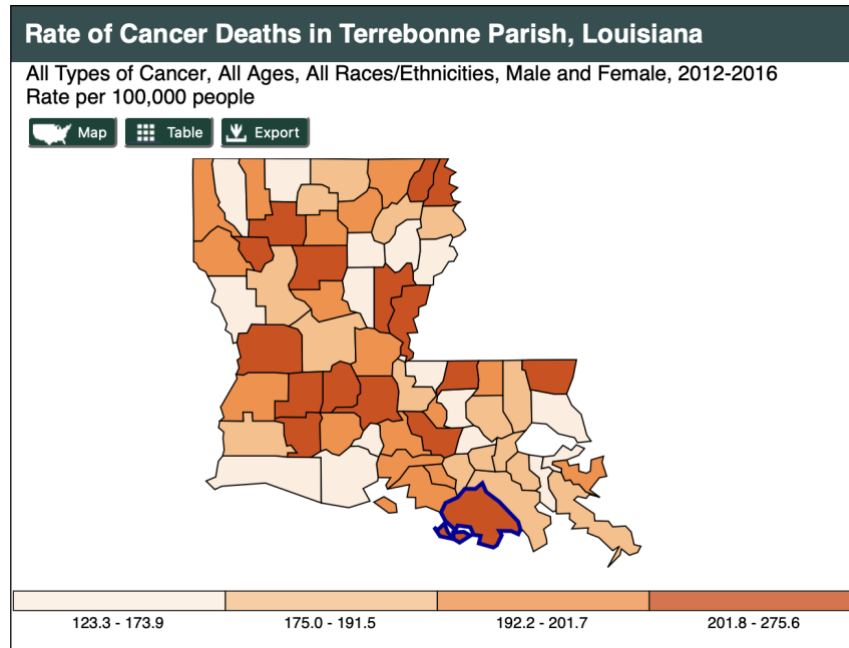 Rate of Cancer Deaths in Terrebonne Parish, Louisiana
All Types of Cancer, All Ages, All Races/Ethnicities, Male and Female, 2012-2016
Rate per 100,000 people
Map Table Export
123.3 - 173.9 175.0 - 191.5 192.2 - 201.7 201.8 - 275.6